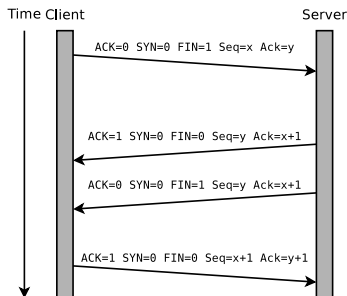 Time Client Server
ACK=0 SYN=0 FIN=1 Seq=x Ack=y
ACK=1 SYN=0 FIN=0 Seq=y Ack=x+1
ACK=0 SYN=0 FIN=1 Seq=y Ack=x+1
ACK=1 SYN=0 FIN=0 Seq=x+1 Ack=y+1